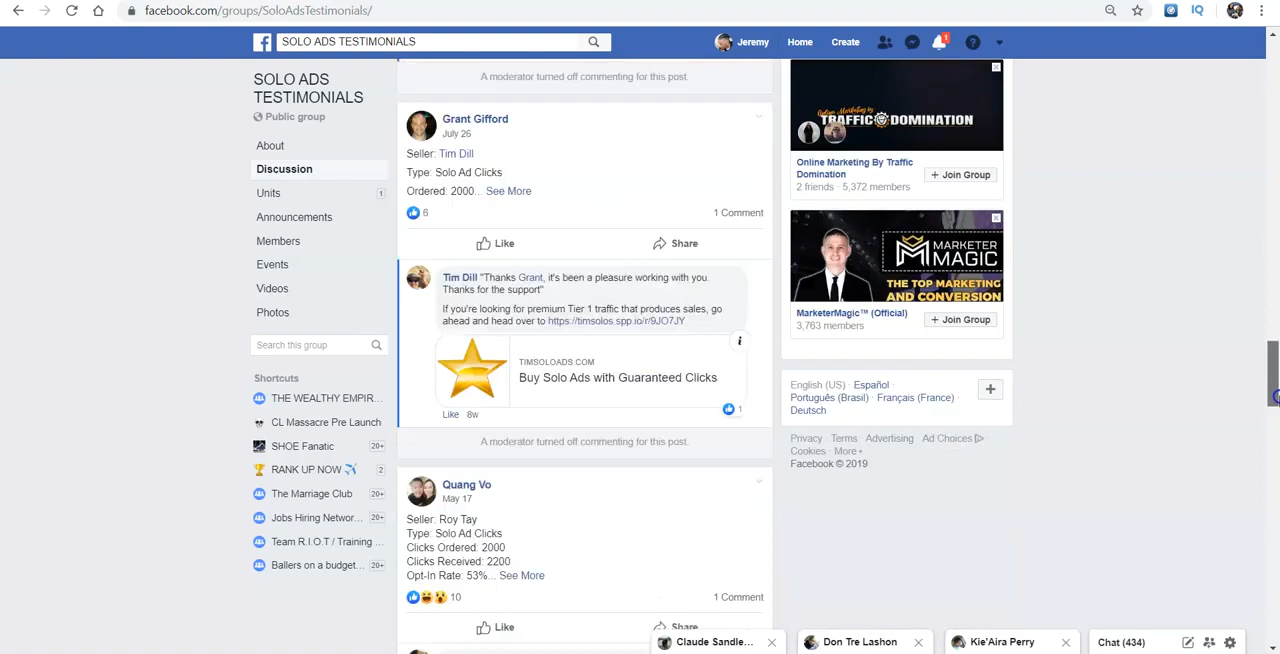 facebook.com/groups/SoloAdsTestimonials/
SOLO ADS TESTIMONIALS
Jeremy
Home
Create
1
SOLO ADS
TESTIMONIALS
Public group
About
Discussion
Units 1
Announcements
Members
Events
Videos
Photos
Search this group
Shortcuts
THE WEALTHY EMPIR...
CL Massacre Pre Launch
SHOE Fanatic 20+
RANK UP NOW 2
The Marriage Club 20+
Jobs Hiring Networ... 20+
Team R.I.O.T / Training ...
Ballers on a budget... 20+
A moderator turned off commenting for this post.
Grant Gifford
July 26
Seller: Tim Dill
Type: Solo Ad Clicks
Ordered: 2000... See More
6
1 Comment
Like
Share
Tim Dill "Thanks Grant, it's been a pleasure working with you.
Thanks for the support"
If you're looking for premium Tier 1 traffic that produces sales, go
ahead and head over to https://timsolos.spp.io/r/9JO7JY
TIMSOLOADS.COM
Buy Solo Ads with Guaranteed Clicks
Like 8w
1
A moderator turned off commenting for this post.
Quang Vo
May 17
Seller: Roy Tay
Type: Solo Ad Clicks
Clicks Ordered: 2000
Clicks Received: 2200
Opt-In Rate: 53%... See More
10
1 Comment
Like
Share
Online Marketing by
TRAFFIC DOMINATION
Online Marketing By Traffic
Domination
2 friends · 5,372 members
+ Join Group
MARKETER
MAGIC
THE TOP MARKETING
AND CONVERSION
MarketerMagic™ (Official)
3,763 members
+ Join Group
English (US) · Español ·
Português (Brasil) · Français (France) ·
Deutsch
Privacy · Terms · Advertising · Ad Choices ·
Cookies · More
Facebook © 2019
Claude Sandle...
Don Tre Lashon
Kie'Aira Perry
Chat (434)